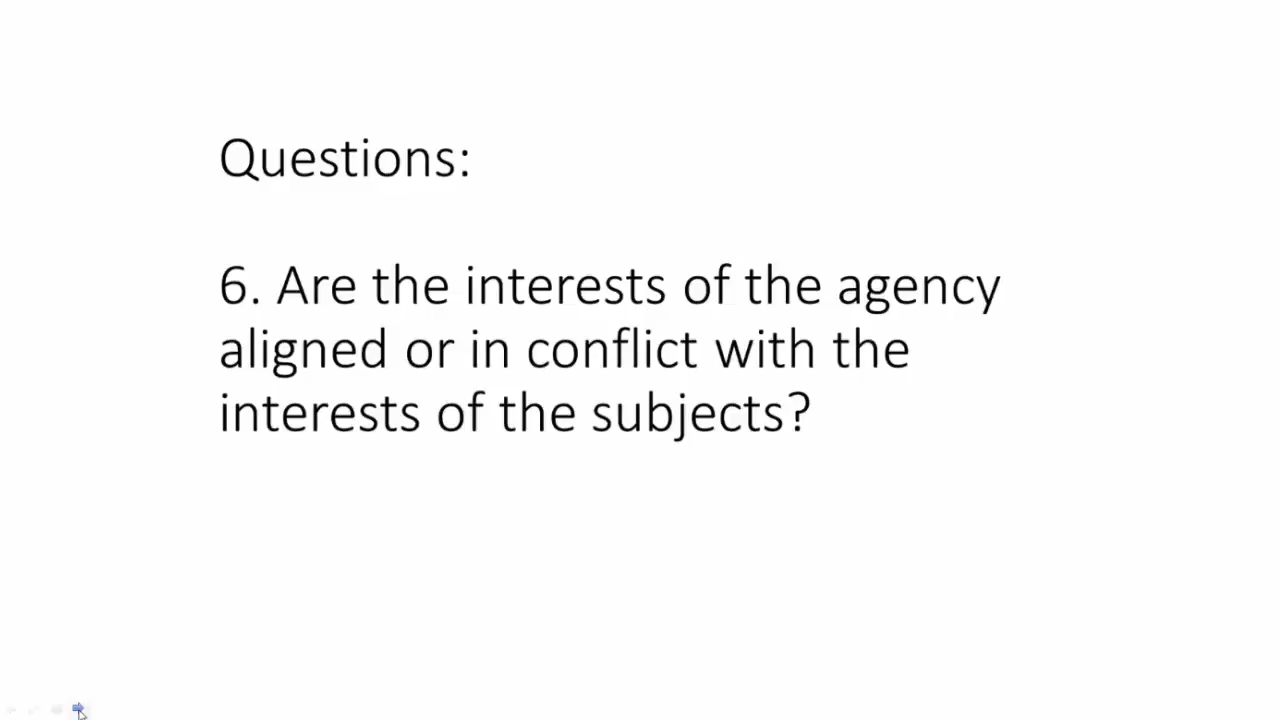 Questions:
6. Are the interests of the agency
aligned or in conflict with the
interests of the subjects?